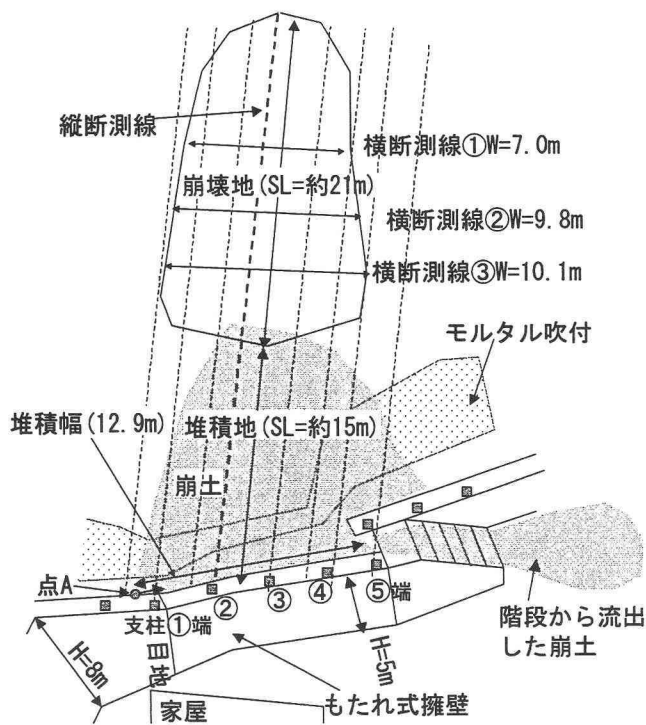 縦断測線
横断測線①W=7.0m
崩壊地(SL=約21m)
横断測線②W=9.8m
横断測線③W=10.1m
モルタル吹付
堆積幅(12.9m)
堆積地(SL=約15m)
崩土
点A
支柱①端
②
③
④
⑤端
階段から流出
した崩土
目地
H=8m
H=5m
もたれ式擁壁
家屋